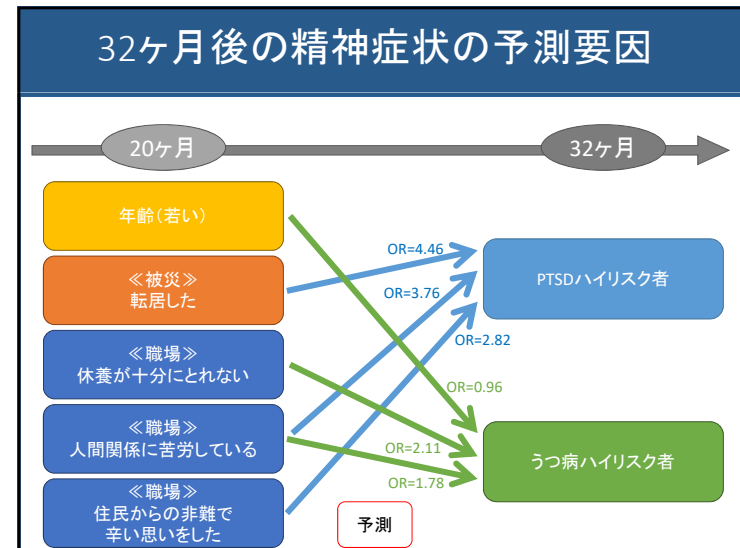 32ヶ月後の精神症状の予測要因
20ヶ月
32ヶ月
年齢(若い)
≪被災≫
転居した
≪職場≫
休養が十分にとれない
≪職場≫
人間関係に苦労している
≪職場≫
住民からの非難で
辛い思いをした
OR=4.46
OR=3.76
OR=2.82
OR=0.96
OR=2.11
OR=1.78
PTSDハイリスク者
うつ病ハイリスク者
予測